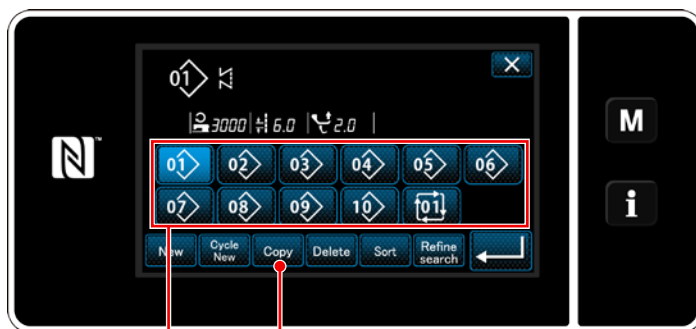 01
3000 6.0 2.0
01 02 03 04 05 06
07 08 09 10 01
New Cycle New Copy Delete Sort Refine search
N™
M
i